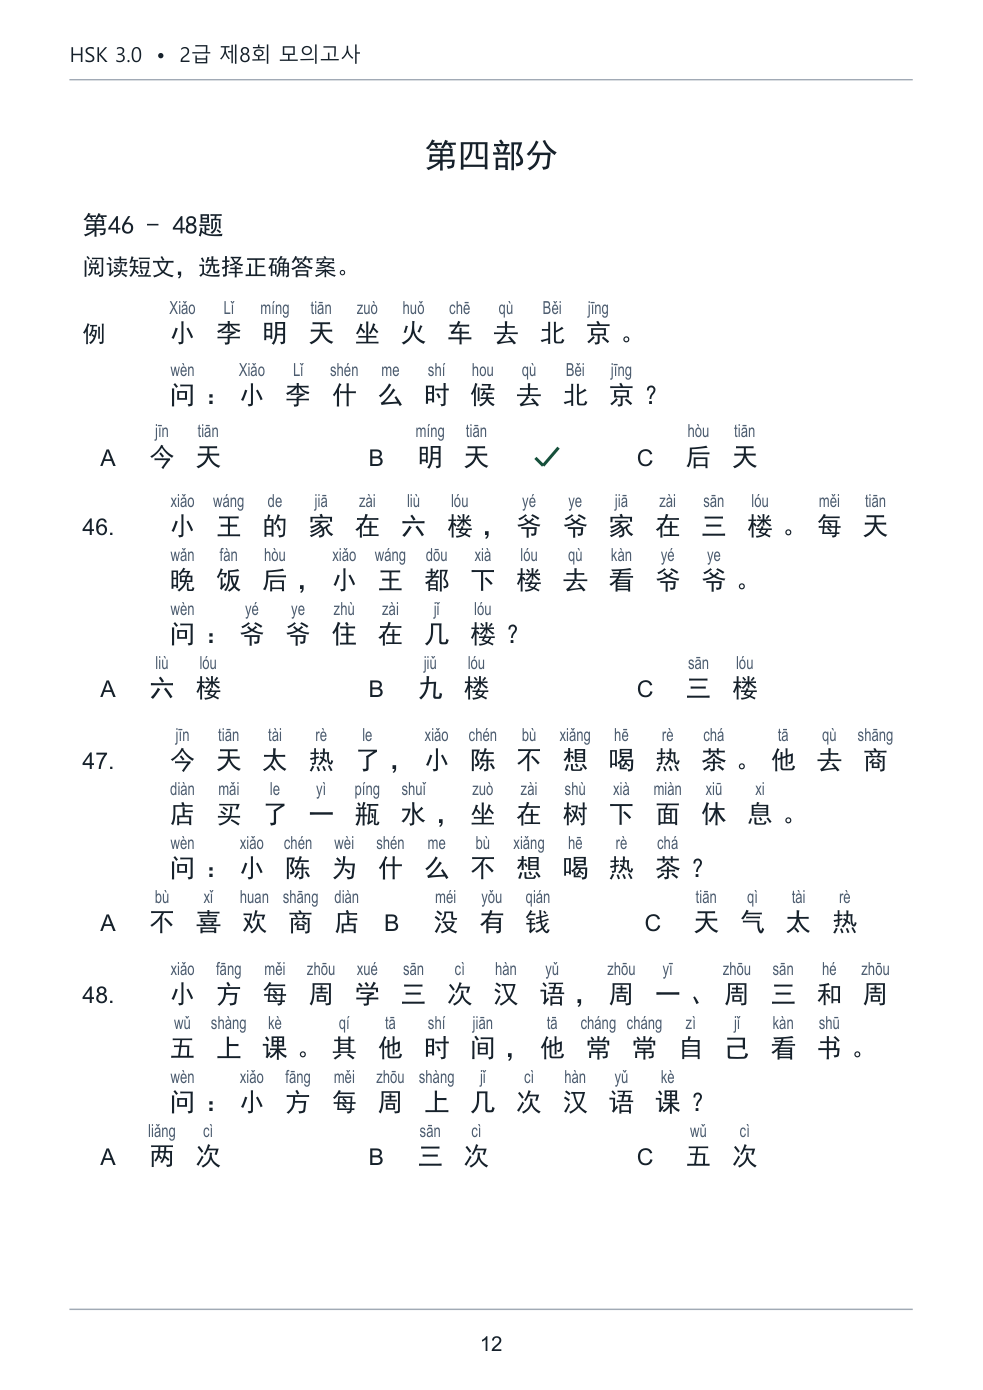 HSK 3.0 • 2급 제8회 모의고사
第四部分
第46 – 48题
阅读短文，选择正确答案。
Xiǎo Lǐ míng tiān zuò huǒ chē qù Běi jīng
例 小 李 明 天 坐 火 车 去 北 京 。
wèn Xiǎo Lǐ shén me shí hou qù Běi jīng
问 : 小 李 什 么 时 候 去 北 京 ?
jīn tiān míng tiān hòu tiān
A 今 天 B 明 天 ✓ C 后 天
xiǎo wáng de jiā zài liù lóu yé ye jiā zài sān lóu měi tiān
46. 小 王 的 家 在 六 楼 , 爷 爷 家 在 三 楼 。 每 天
wǎn fàn hòu xiǎo wáng dōu xià lóu qù kàn yé ye
晚 饭 后 , 小 王 都 下 楼 去 看 爷 爷 。
wèn yé ye zhù zài jǐ lóu
问 : 爷 爷 住 在 几 楼 ?
liù lóu jiǔ lóu sān lóu
A 六 楼 B 九 楼 C 三 楼
jīn tiān tài rè le xiǎo chén bù xiǎng hē rè chá tā qù shāng
47. 今 天 太 热 了 , 小 陈 不 想 喝 热 茶 。 他 去 商
diàn mǎi le yì píng shuǐ zuò zài shù xià miàn xiū xi
店 买 了 一 瓶 水 , 坐 在 树 下 面 休 息 。
wèn xiǎo chén wèi shén me bù xiǎng hē rè chá
问 : 小 陈 为 什 么 不 想 喝 热 茶 ?
bù xǐ huan shāng diàn méi yǒu qián tiān qì tài rè
A 不 喜 欢 商 店 B 没 有 钱 C 天 气 太 热
xiǎo fāng měi zhōu xué sān cì hàn yǔ zhōu yī zhōu sān hé zhōu
48. 小 方 每 周 学 三 次 汉 语 , 周 一 、 周 三 和 周
wǔ shàng kè qí tā shí jiān tā cháng cháng zì jǐ kàn shū
五 上 课 。 其 他 时 间 , 他 常 常 自 己 看 书 。
wèn xiǎo fāng měi zhōu shàng jǐ cì hàn yǔ kè
问 : 小 方 每 周 上 几 次 汉 语 课 ?
liǎng cì sān cì wǔ cì
A 两 次 B 三 次 C 五 次
12